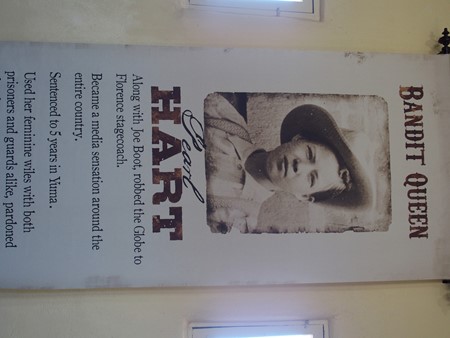 BANDIT QUEEN
Pearl
HART
Along with Joe Boot, robbed the Globe to
Florence stagecoach.
Became a media sensation around the
entire country.
Sentenced to 5 years in Yuma.
Used her feminine wiles with both
prisoners and guards alike, pardoned